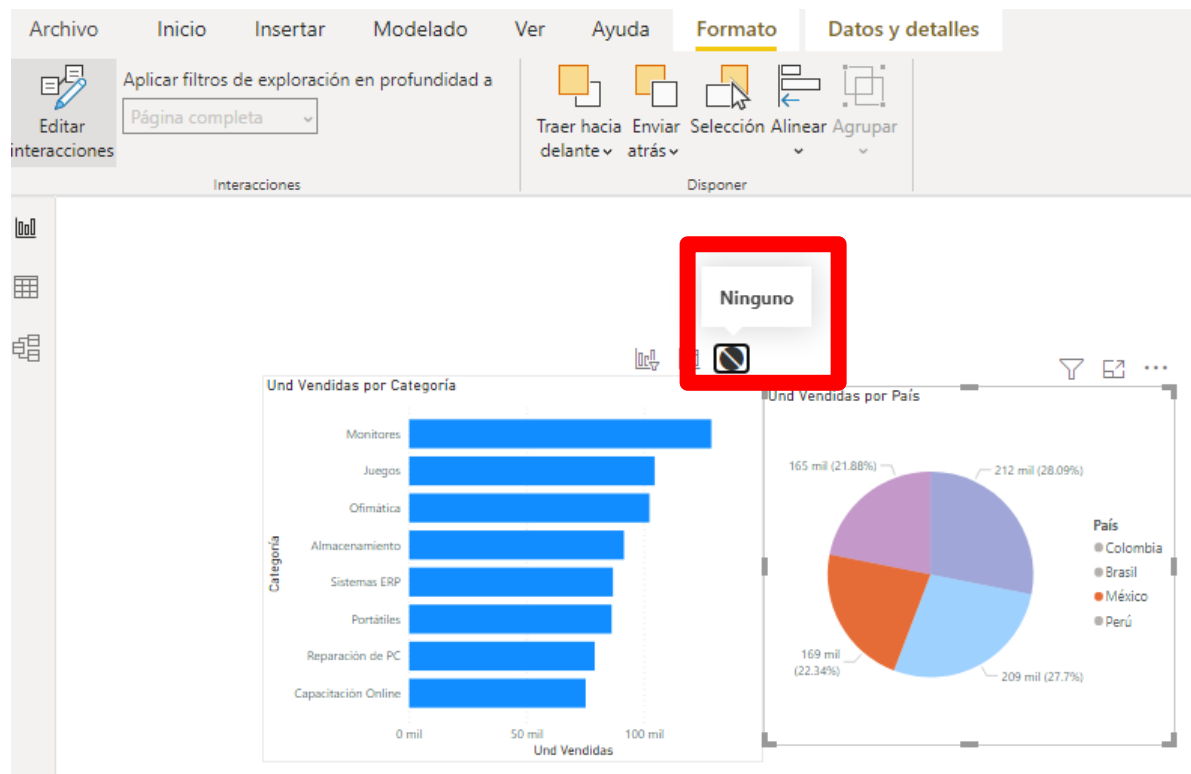 Archivo Inicio Insertar Modelado Ver Ayuda Formato Datos y detalles
Editar interacciones
Aplicar filtros de exploración en profundidad a
Página completa
Interacciones
Traer hacia delante
Enviar atrás
Selección
Alinear
Agrupar
Disponer
Ninguno
Und Vendidas por Categoría
Categoría
Monitores
Juegos
Ofimática
Almacenamiento
Sistemas ERP
Portátiles
Reparación de PC
Capacitación Online
0 mil 50 mil 100 mil
Und Vendidas
Und Vendidas por País
165 mil (21.88%)
212 mil (28.09%)
169 mil
(22.34%)
209 mil (27.7%)
País
Colombia
Brasil
México
Perú